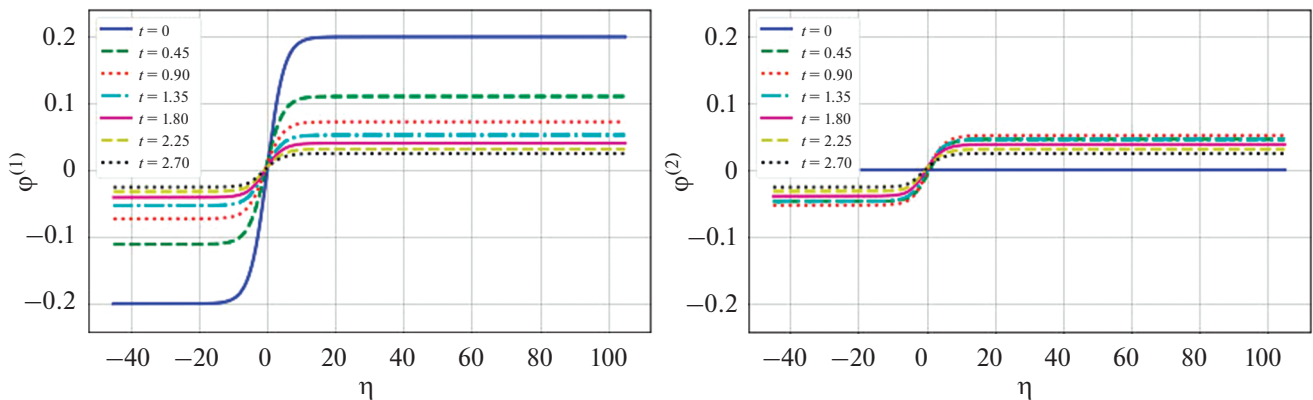 0.2
0.1
0
−0.1
−0.2
φ(1)
t = 0
t = 0.45
t = 0.90
t = 1.35
t = 1.80
t = 2.25
t = 2.70
−40 −20 0 20 40 60 80 100
η
0.2
0.1
0
−0.1
−0.2
φ(2)
t = 0
t = 0.45
t = 0.90
t = 1.35
t = 1.80
t = 2.25
t = 2.70
−40 −20 0 20 40 60 80 100
η